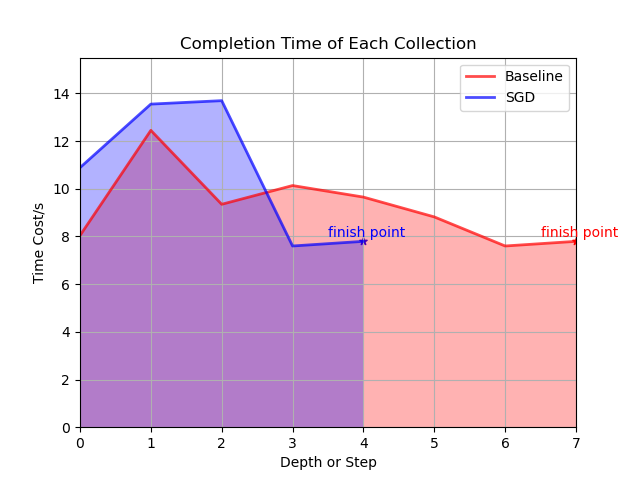 Completion Time of Each Collection
Baseline
SGD
14
12
10
8
6
4
2
0
Time Cost/s
finish point
finish point
0 1 2 3 4 5 6 7
Depth or Step